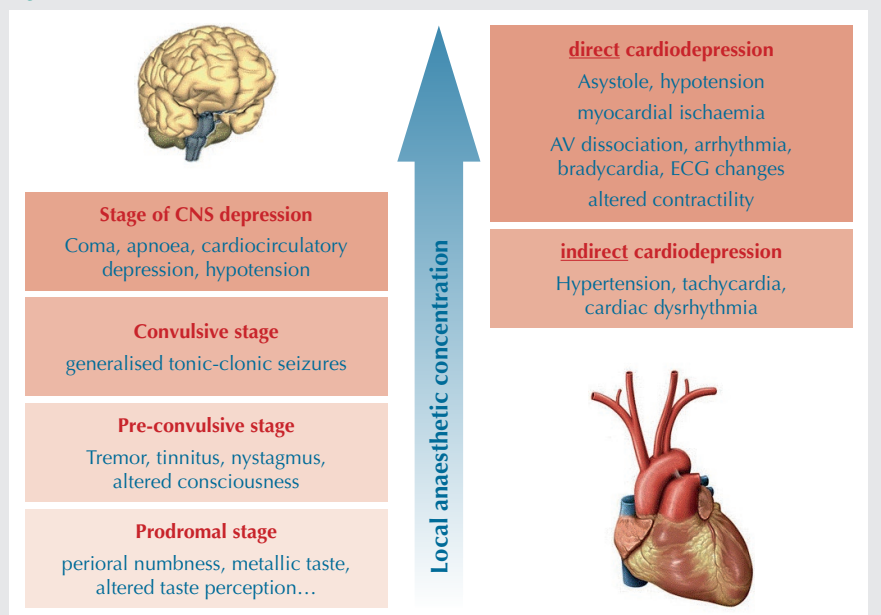 Stage of CNS depression
Coma, apnoea, cardiocirculatory
depression, hypotension
Convulsive stage
generalised tonic-clonic seizures
Pre-convulsive stage
Tremor, tinnitus, nystagmus,
altered consciousness
Prodromal stage
perioral numbness, metallic taste,
altered taste perception…
Local anaesthetic concentration
direct cardiodepression
Asystole, hypotension
myocardial ischaemia
AV dissociation, arrhythmia,
bradycardia, ECG changes
altered contractility
indirect cardiodepression
Hypertension, tachycardia,
cardiac dysrhythmia